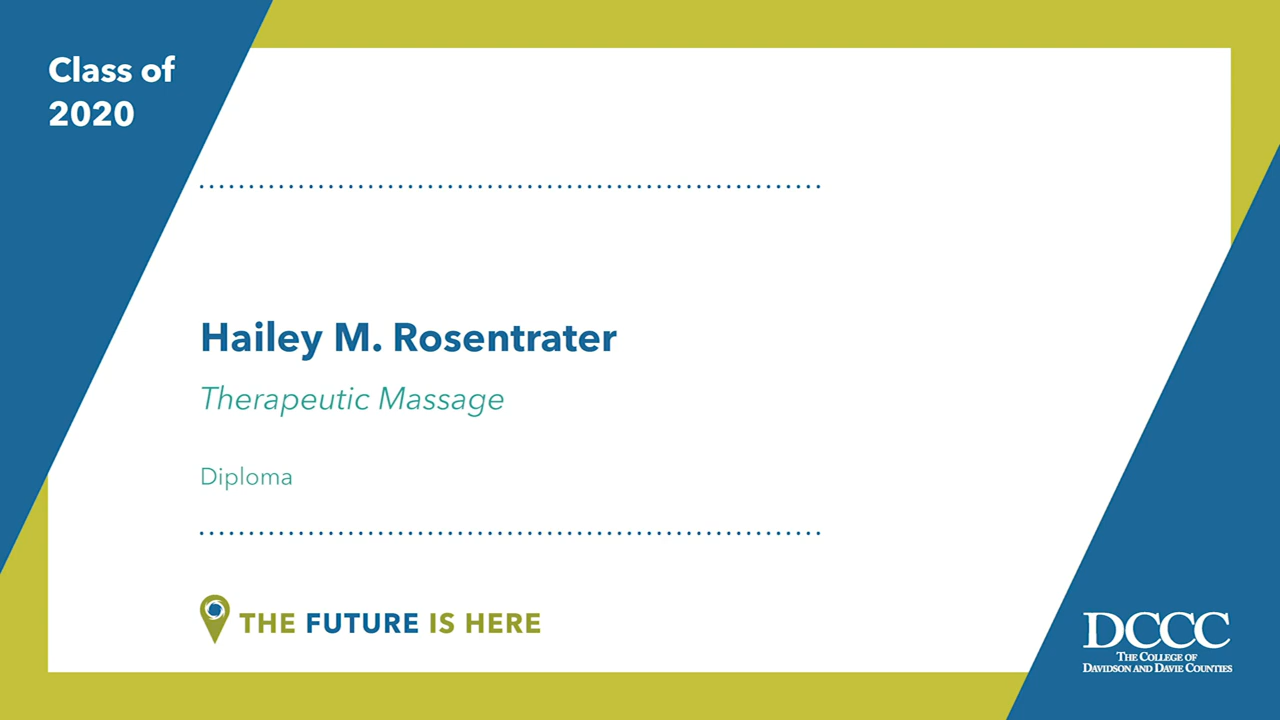 Class of
2020
Hailey M. Rosentrater
Therapeutic Massage
Diploma
THE FUTURE IS HERE
DCCC
THE COLLEGE OF
DAVIDSON AND DAVIE COUNTIES